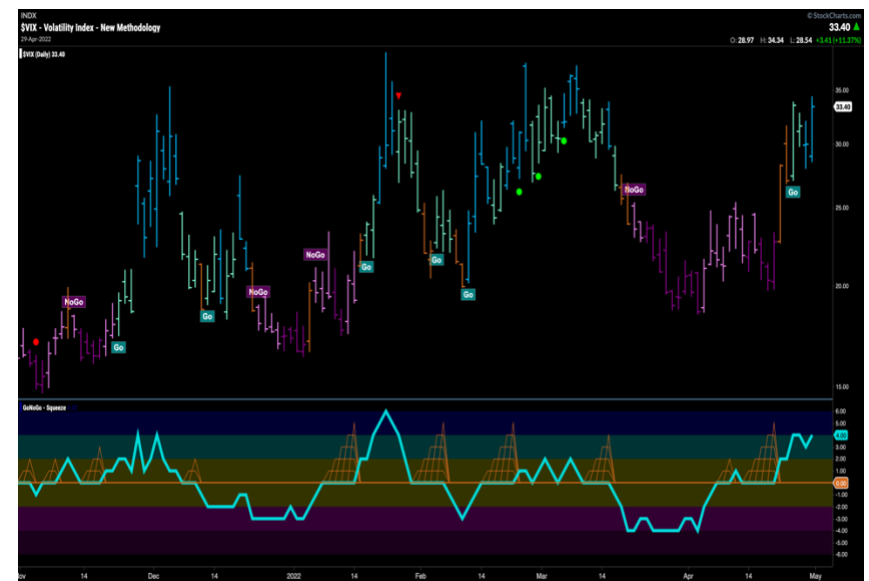 INDX
© StockCharts.com
$VIX - Volatility Index - New Methodology
33.40
29-Apr-2022
O: 28.97 H: 34.34 L: 28.54 +3.41 (+11.37%)
$VIX (Daily) 33.40
35.00
33.40
30.00
25.00
20.00
15.00
NoGo
Go
Go
NoGo
NoGo
Go
Go
Go
NoGo
Go
GoNoGo - Squeeze
6.00
5.00
4.00
3.00
2.00
1.00
0.00
-1.00
-2.00
-3.00
-4.00
-5.00
-6.00
14 Dec 14 2022 14 Feb 14 Mar 14 Apr 14 May